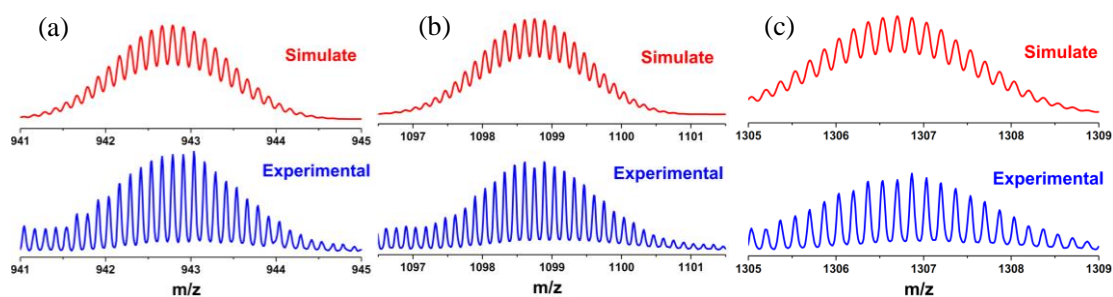 (a)
Simulate
941 942 943 944 945
Experimental
941 942 943 944 945
m/z
(b)
Simulate
1097 1098 1099 1100 1101
Experimental
1097 1098 1099 1100 1101
m/z
(c)
Simulate
1305 1306 1307 1308 1309
Experimental
1305 1306 1307 1308 1309
m/z